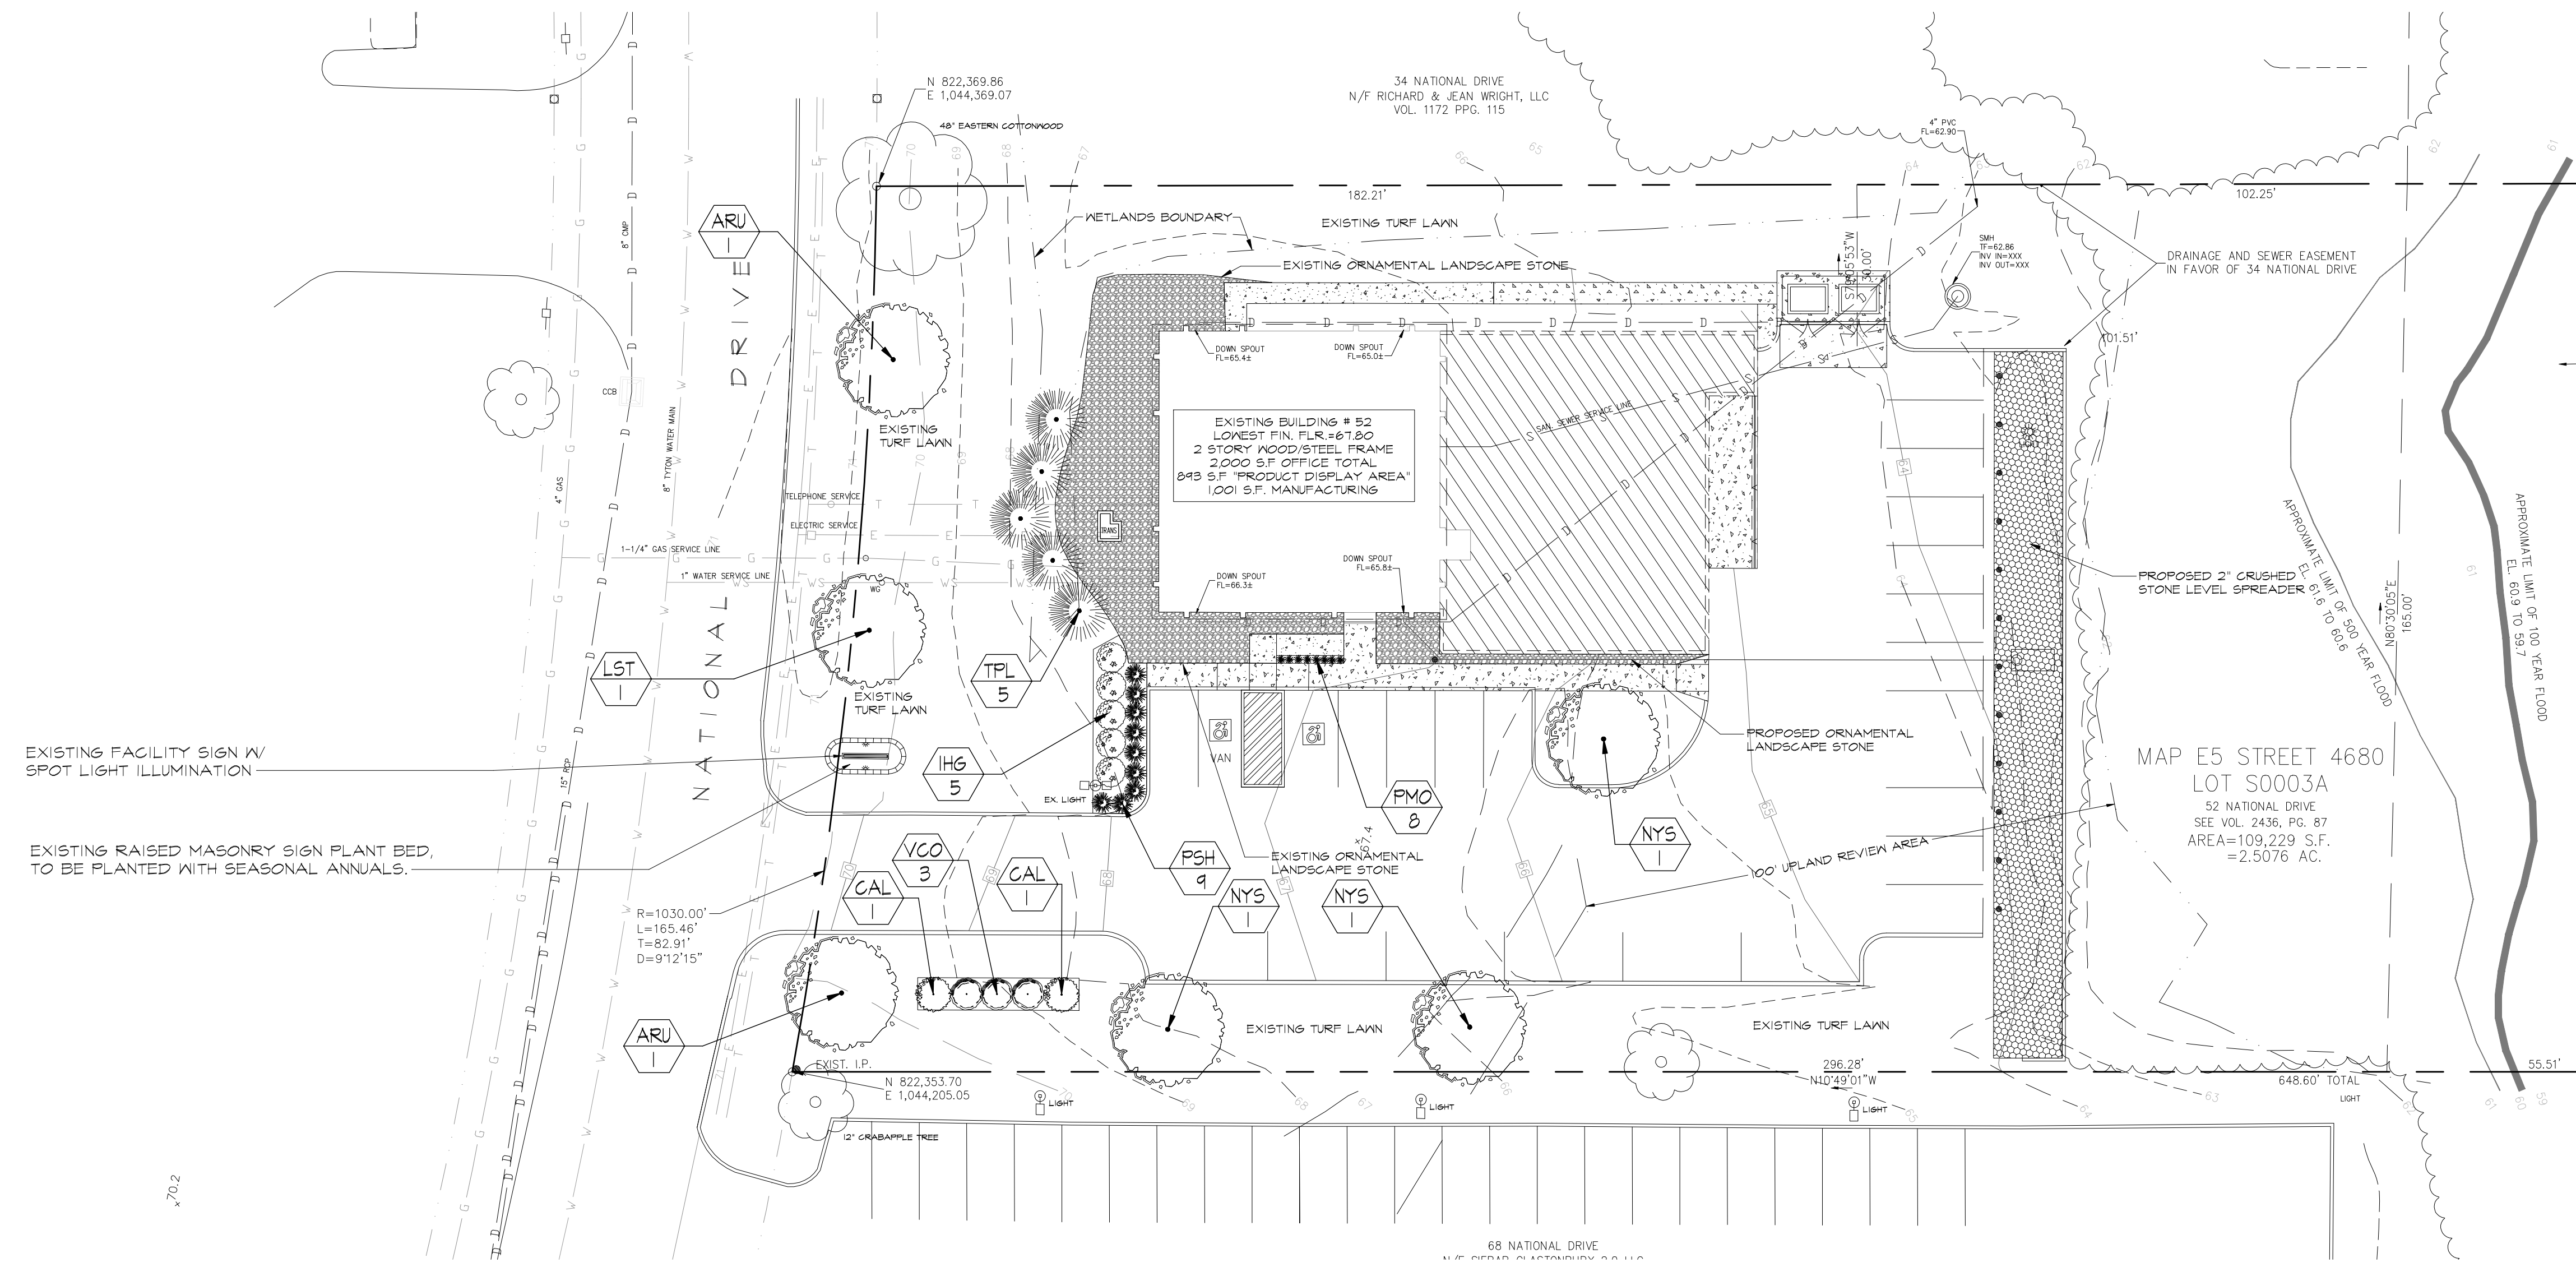 N 822,369.86
E 1,044,369.07
34 NATIONAL DRIVE
N/F RICHARD & JEAN WRIGHT, LLC
VOL. 1172 PPG. 115
48" EASTERN COTTONWOOD
4" PVC
FL=62.90
182.21'
102.25'
ARU
1
WETLANDS BOUNDARY
EXISTING TURF LAWN
EXISTING ORNAMENTAL LANDSCAPE STONE
30.00'
SMH
TF=62.86
INV IN=XXX
INV OUT=XXX
DRAINAGE AND SEWER EASEMENT
IN FAVOR OF 34 NATIONAL DRIVE
101.51'
8" CMP
NATIONAL DRIVE
DOWN SPOUT
FL=65.4±
DOWN SPOUT
FL=65.0±
CCB
EXISTING
TURF LAWN
8" TYTON WATER MAIN
4" GAS
EXISTING BUILDING # 52
LOWEST FIN. FLR.=67.80
2 STORY WOOD/STEEL FRAME
2,000 S.F OFFICE TOTAL
893 S.F "PRODUCT DISPLAY AREA"
1,001 S.F. MANUFACTURING
SAN. SEWER SERVICE LINE
TELEPHONE SERVICE
ELECTRIC SERVICE
TRANS
1-1/4" GAS SERVICE LINE
1" WATER SERVICE LINE
WG
DOWN SPOUT
FL=66.3±
DOWN SPOUT
FL=65.8±
PROPOSED 2" CRUSHED
STONE LEVEL SPREADER
APPROXIMATE LIMIT OF 500 YEAR FLOOD
EL. 61.6 TO 60.6
N80°30'05"E
165.00'
APPROXIMATE LIMIT OF 100 YEAR FLOOD
EL. 60.9 TO 59.7
LST
1
TPL
5
EXISTING
TURF LAWN
EXISTING FACILITY SIGN W/
SPOT LIGHT ILLUMINATION
IHG
5
EX. LIGHT
VAN
PROPOSED ORNAMENTAL
LANDSCAPE STONE
15" RCP
PMO
8
NYS
1
67.4
MAP E5 STREET 4680
LOT S0003A
52 NATIONAL DRIVE
SEE VOL. 2436, PG. 87
AREA=109,229 S.F.
=2.5076 AC.
EXISTING RAISED MASONRY SIGN PLANT BED,
TO BE PLANTED WITH SEASONAL ANNUALS.
VCO
3
CAL
1
CAL
1
PSH
9
EXISTING ORNAMENTAL
LANDSCAPE STONE
100' UPLAND REVIEW AREA
NYS
1
NYS
1
R=1030.00'
L=165.46'
T=82.91'
D=9°12'15"
ARU
1
EXISTING TURF LAWN
EXISTING TURF LAWN
EXIST. I.P.
N 822,353.70
E 1,044,205.05
296.28'
N10°49'01"W
55.51'
648.60' TOTAL
LIGHT
LIGHT
LIGHT
LIGHT
12" CRABAPPLE TREE
70.2
68 NATIONAL DRIVE